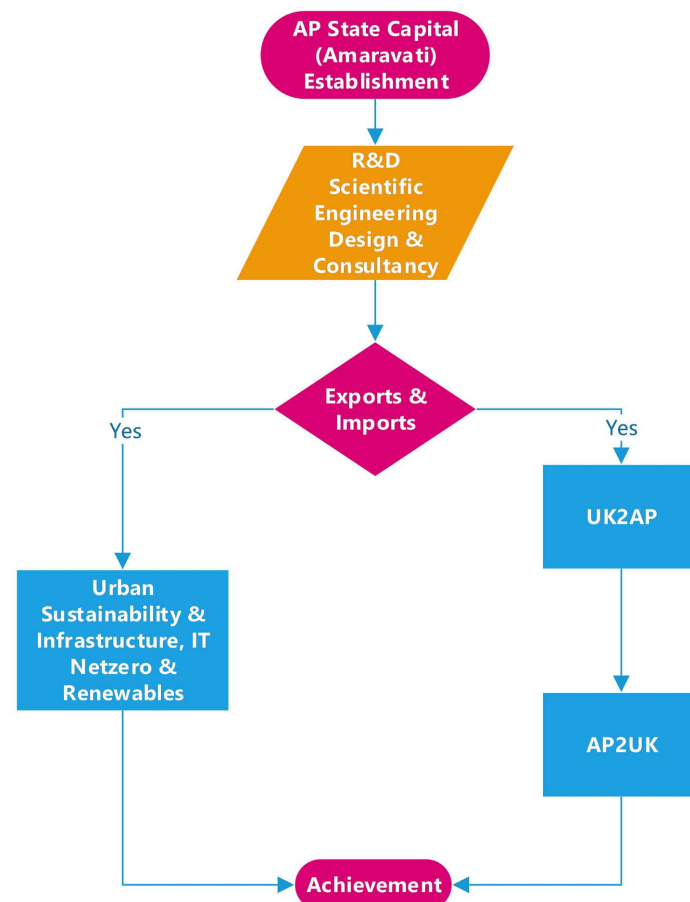 AP State Capital
(Amaravati)
Establishment
R&D
Scientific
Engineering
Design &
Consultancy
Exports &
Imports
Yes
Yes
UK2AP
Urban
Sustainability &
Infrastructure, IT
Netzero &
Renewables
AP2UK
Achievement